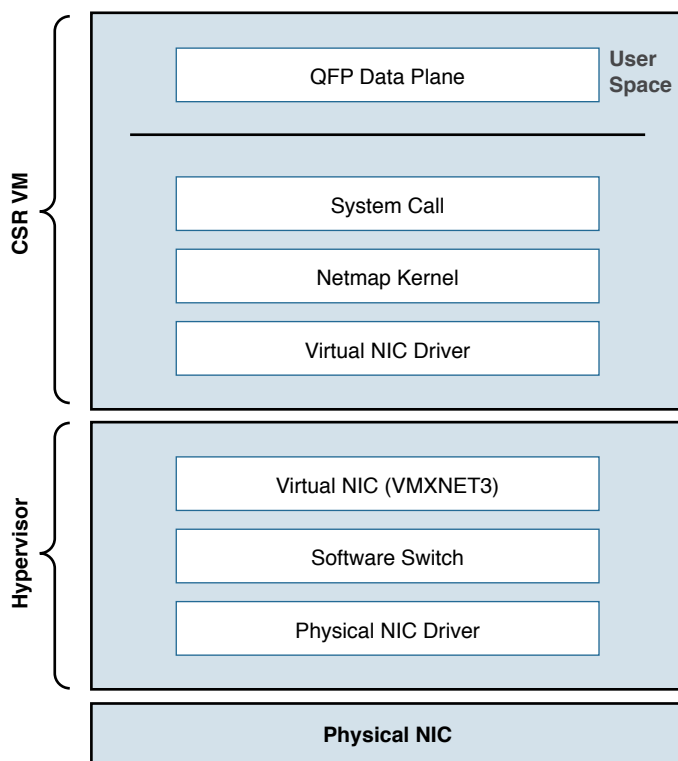 QFP Data Plane
User
Space
CSR VM
System Call
Netmap Kernel
Virtual NIC Driver
Hypervisor
Virtual NIC (VMXNET3)
Software Switch
Physical NIC Driver
Physical NIC